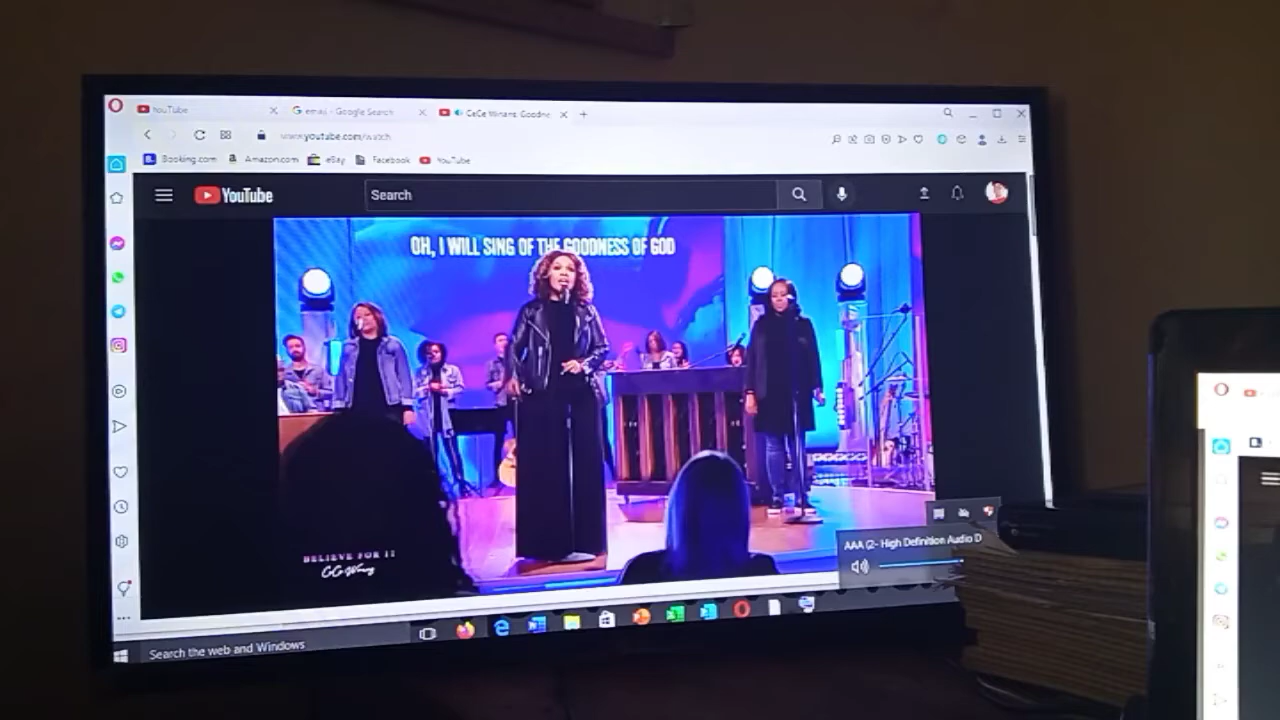 YouTube
email - Google Search
CeCe Winans: Goodne
www.youtube.com/watch
Booking.com
Amazon.com
eBay
Facebook
YouTube
YouTube
Search
OH, I WILL SING OF THE GOODNESS OF GOD
BELIEVE FOR IT
AAA (2- High Definition Audio D
Search the web and Windows